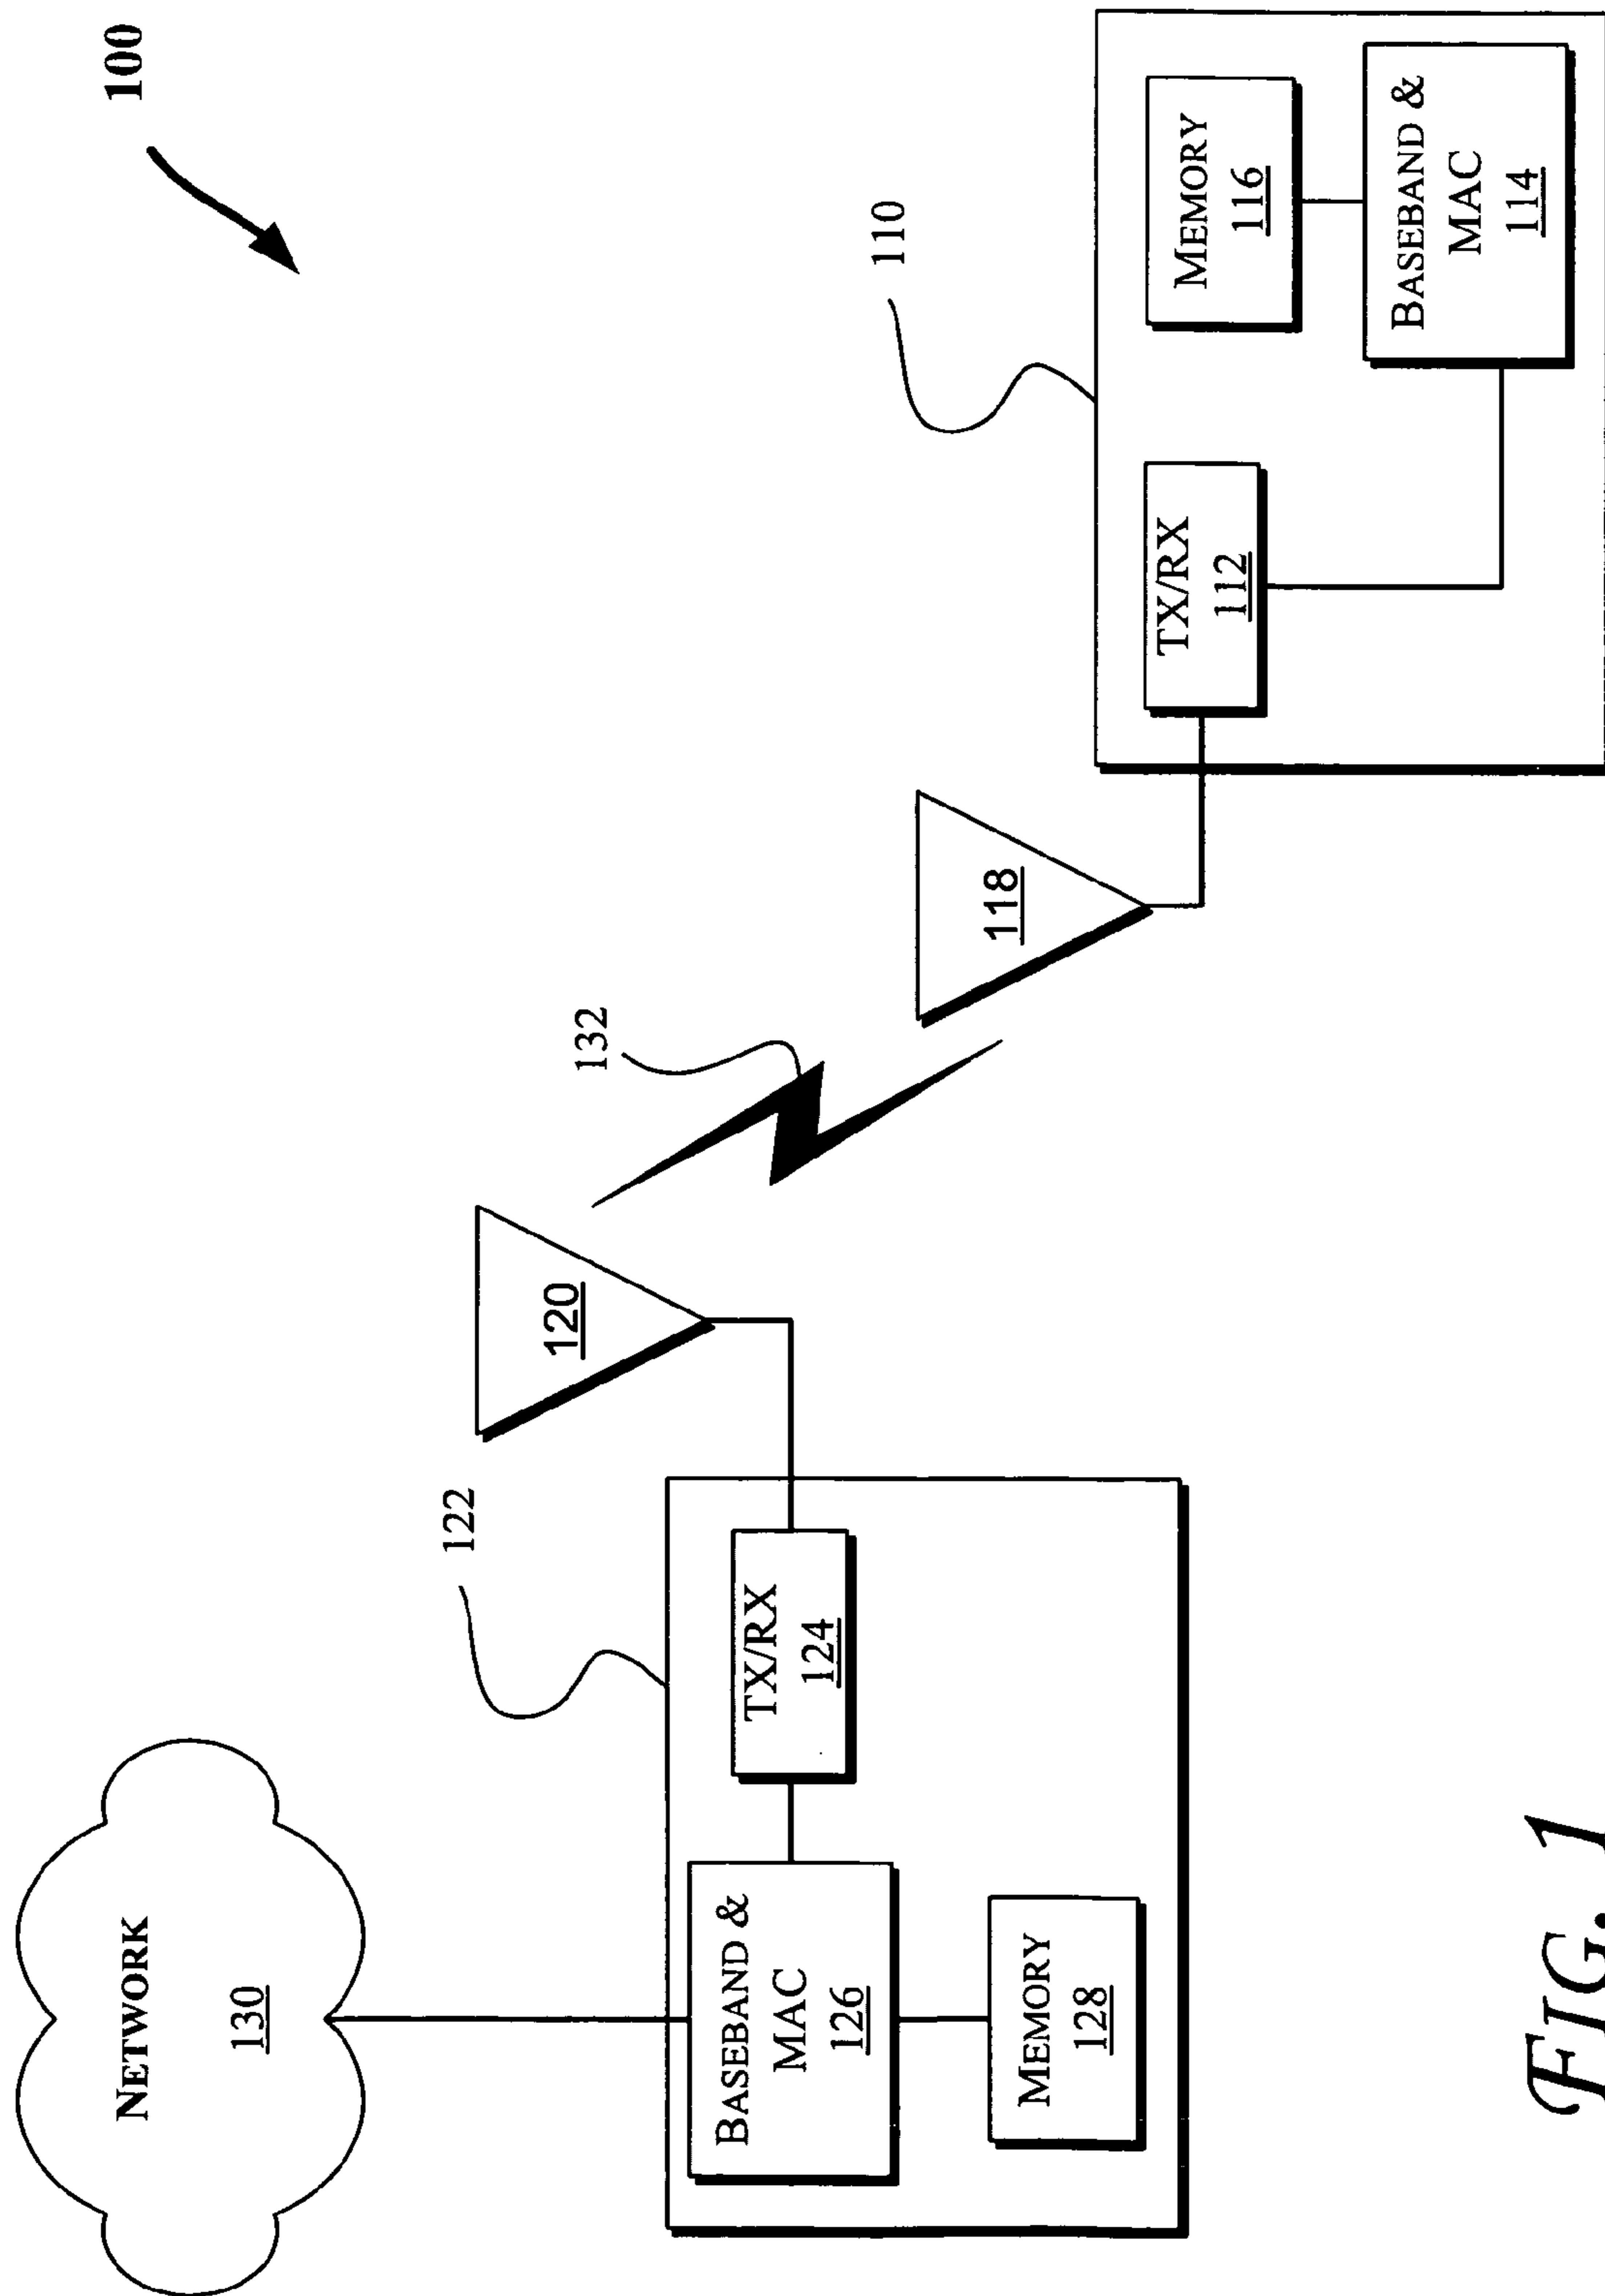 100
NETWORK
130
122
120
132
BASEBAND &
MAC
126
TX/RX
124
MEMORY
128
118
110
TX/RX
112
MEMORY
116
BASEBAND &
MAC
114
FIG. 1